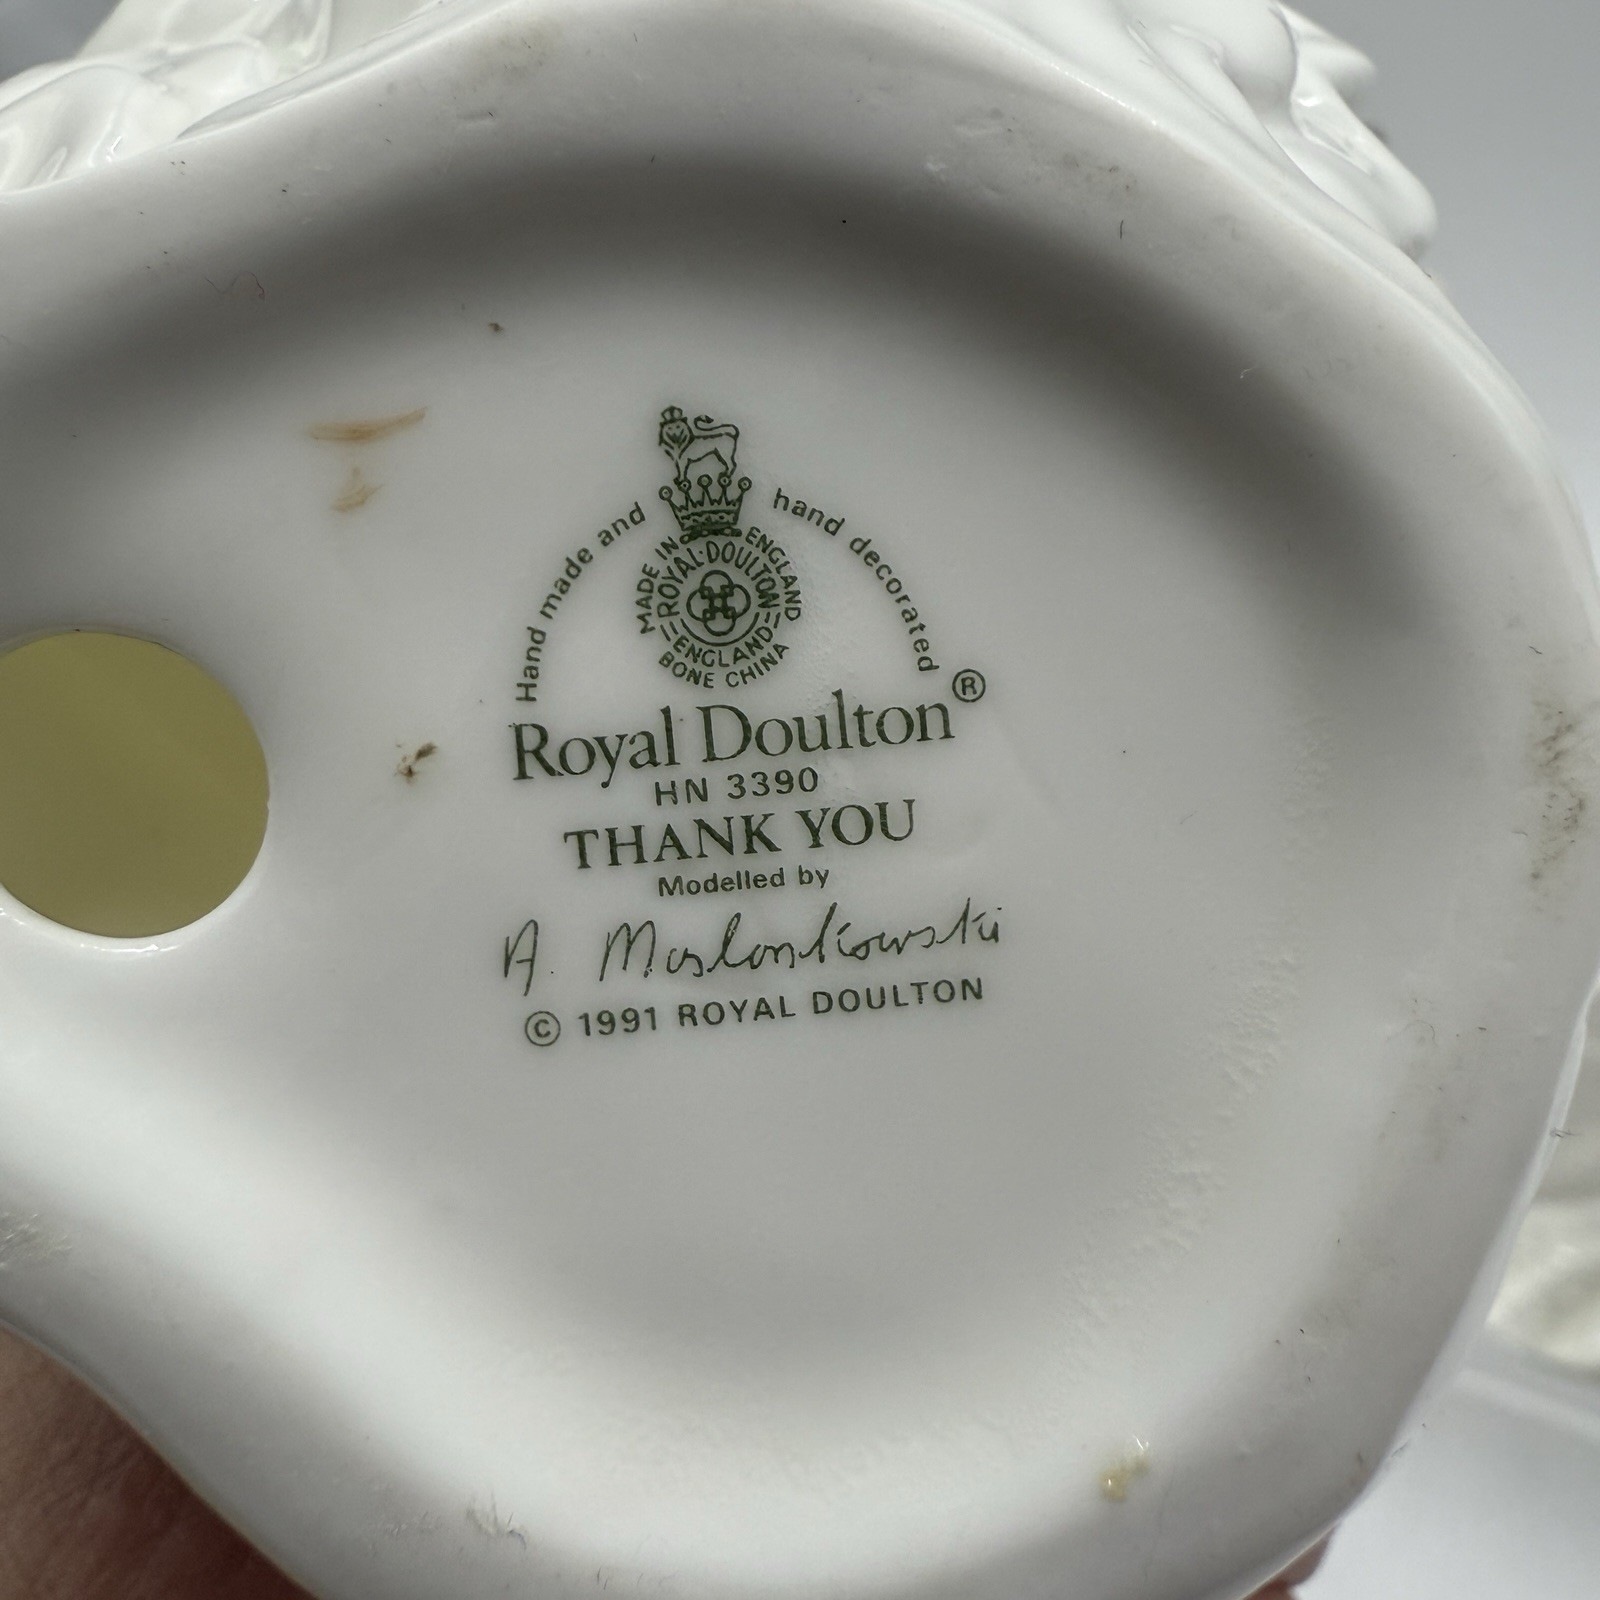 Hand made and hand decorated
MADE IN ENGLAND
ROYAL·DOULTON
ENGLAND
BONE CHINA
Royal Doulton®
HN 3390
THANK YOU
Modelled by
A. Maslankowski
© 1991 ROYAL DOULTON